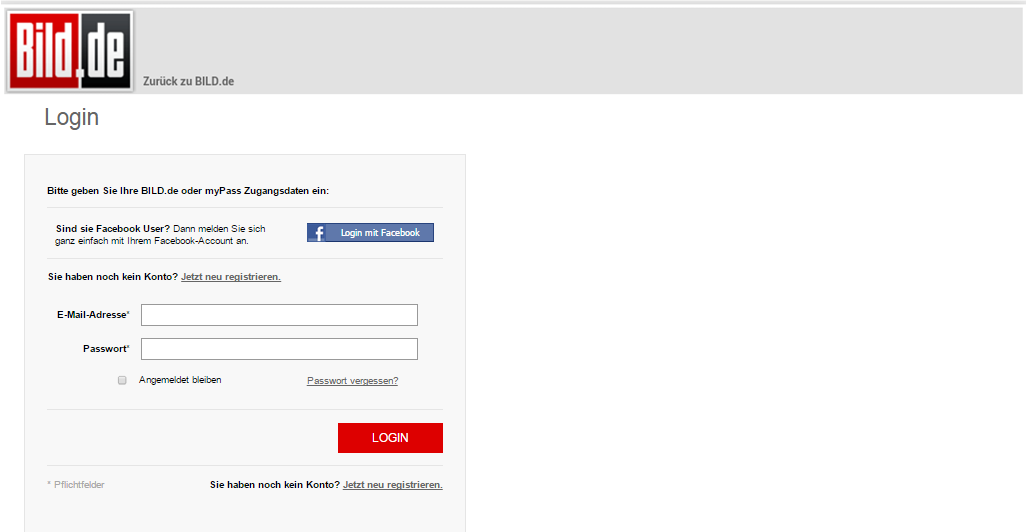 Bild.de
Zurück zu BILD.de
Login
Bitte geben Sie Ihre BILD.de oder myPass Zugangsdaten ein:
Sind sie Facebook User? Dann melden Sie sich
ganz einfach mit Ihrem Facebook-Account an.
f Login mit Facebook
Sie haben noch kein Konto? Jetzt neu registrieren.
E-Mail-Adresse*
Passwort*
Angemeldet bleiben Passwort vergessen?
LOGIN
* Pflichtfelder Sie haben noch kein Konto? Jetzt neu registrieren.